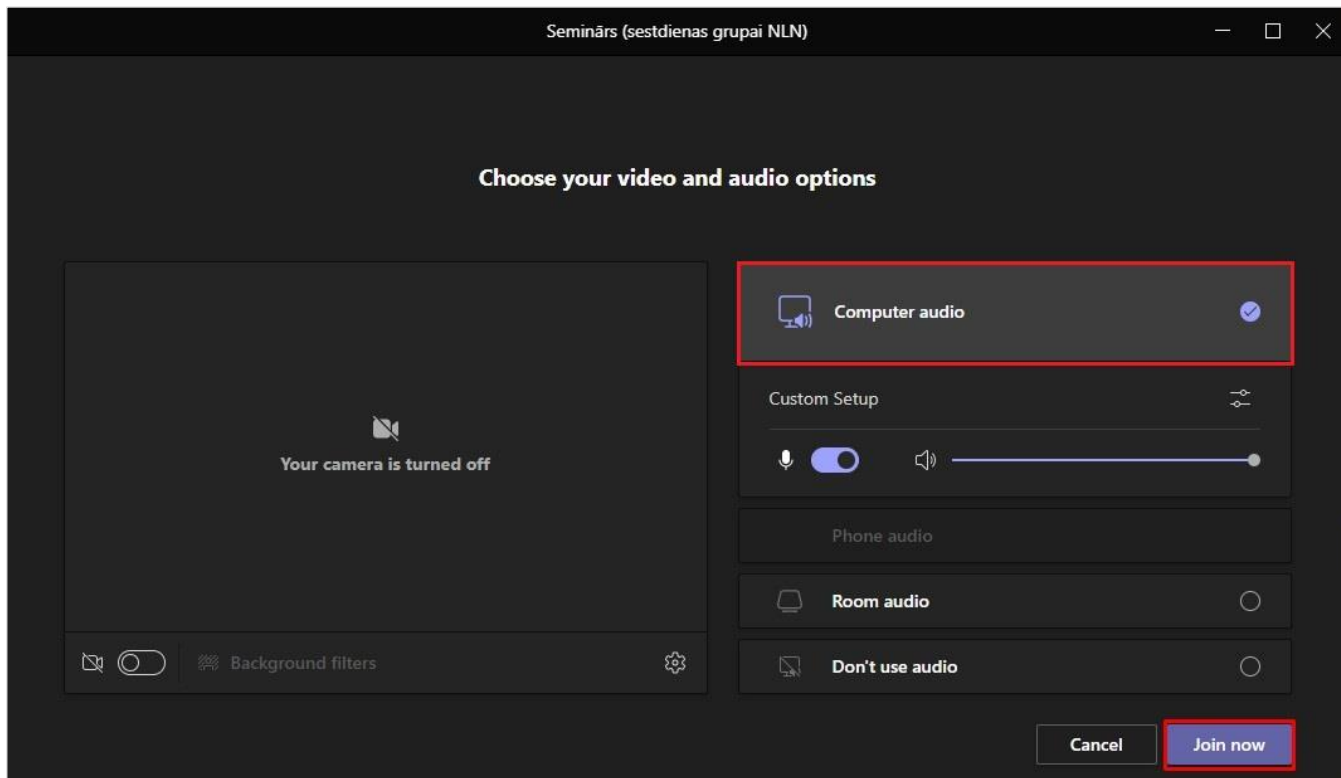 Seminārs (sestdienas grupai NLN)
Choose your video and audio options
Your camera is turned off
Background filters
Computer audio
Custom Setup
Phone audio
Room audio
Don't use audio
Cancel
Join now